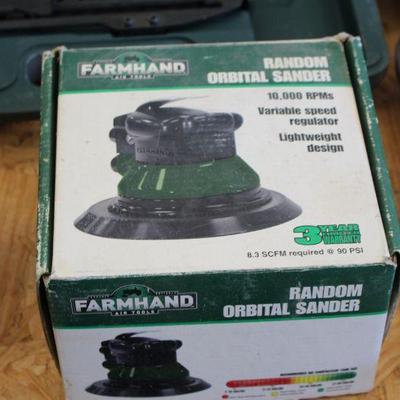 FARMHAND
AIR TOOLS
RANDOM
ORBITAL SANDER
10,000 RPMs
Variable speed
regulator
Lightweight
design
FARMHAND
3 YEAR
WARRANTY
8.3 SCFM required @ 90 PSI
FARMHAND
AIR TOOLS
RANDOM
ORBITAL SANDER